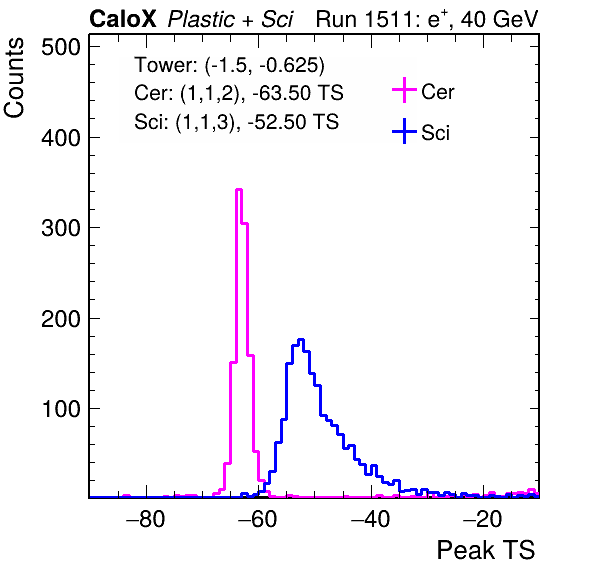 CaloX Plastic + Sci Run 1511: e⁺, 40 GeV
Counts
500
400
300
200
100
Tower: (-1.5, -0.625)
Cer: (1,1,2), -63.50 TS
Sci: (1,1,3), -52.50 TS
Cer
Sci
−80 −60 −40 −20
Peak TS